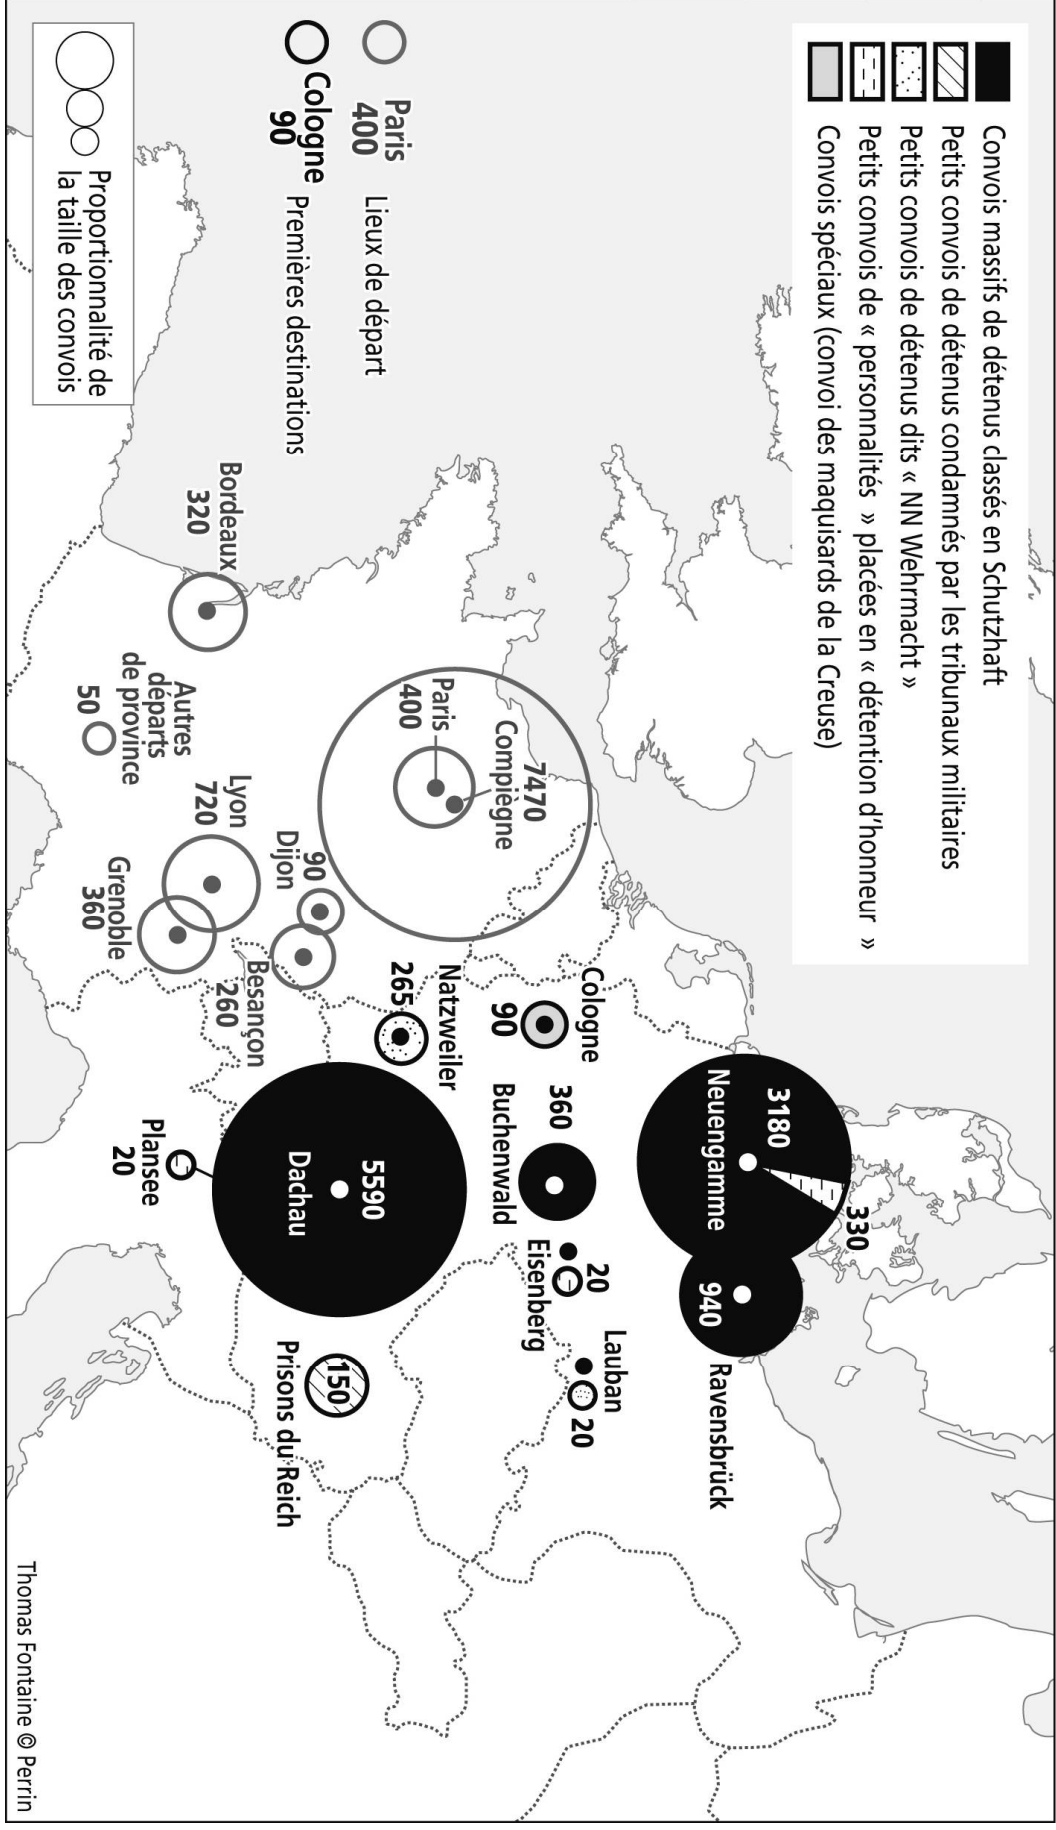 Convois massifs de détenus classés en Schutzhaft
Petits convois de détenus condamnés par les tribunaux militaires
Petits convois de détenus dits « NN Wehrmacht »
Petits convois de « personnalités » placées en « détention d'honneur »
Convois spéciaux (convoi des maquisards de la Creuse)
Paris
400
Lieux de départ
Cologne
90
Premières destinations
Proportionnalité de
la taille des convois
Bordeaux
320
Paris
400
7470
Compiègne
Autres
départs
de province
50
Lyon
720
90
Dijon
Grenoble
360
Besançon
260
Natzweiler
265
Cologne
90
3180
Neuengamme
330
940
Ravensbrück
360
Buchenwald
20
Eisenberg
Lauban
20
5590
Dachau
Plansee
20
150
Prisons du Reich
Thomas Fontaine © Perrin